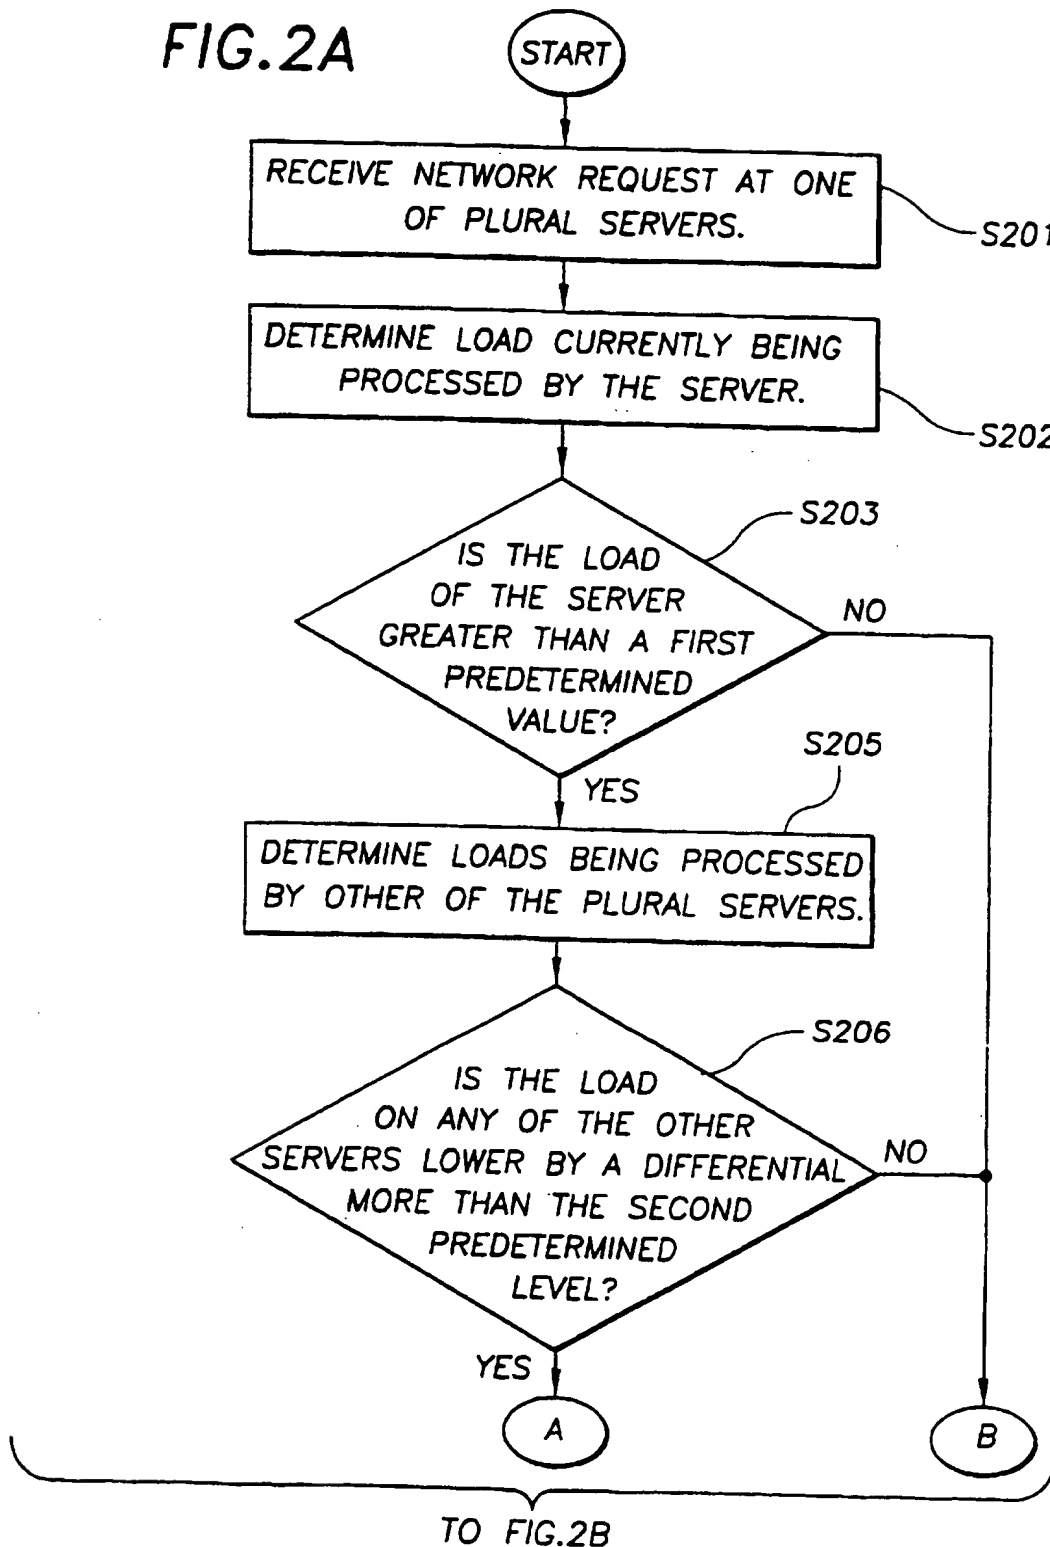 FIG.2A
START
RECEIVE NETWORK REQUEST AT ONE
OF PLURAL SERVERS.
S201
DETERMINE LOAD CURRENTLY BEING
PROCESSED BY THE SERVER.
S202
S203
IS THE LOAD
OF THE SERVER
GREATER THAN A FIRST
PREDETERMINED
VALUE?
NO
YES
S205
DETERMINE LOADS BEING PROCESSED
BY OTHER OF THE PLURAL SERVERS.
S206
IS THE LOAD
ON ANY OF THE OTHER
SERVERS LOWER BY A DIFFERENTIAL
MORE THAN THE SECOND
PREDETERMINED
LEVEL?
NO
YES
A
B
TO FIG.2B